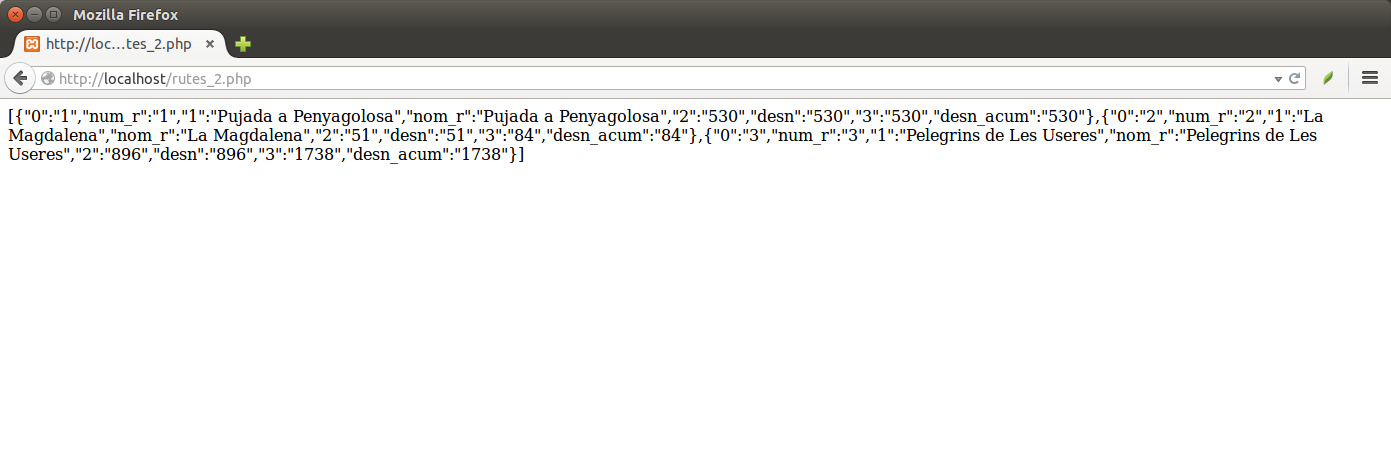 Mozilla Firefox
http://loc...tes_2.php
http://localhost/rutes_2.php
[{"0":"1","num_r":"1","1":"Pujada a Penyagolosa","nom_r":"Pujada a Penyagolosa","2":"530","desn":"530","3":"530","desn_acum":"530"},{"0":"2","num_r":"2","1":"La
Magdalena","nom_r":"La Magdalena","2":"51","desn":"51","3":"84","desn_acum":"84"},{"0":"3","num_r":"3","1":"Pelegrins de Les Useres","nom_r":"Pelegrins de Les
Useres","2":"896","desn":"896","3":"1738","desn_acum":"1738"}]